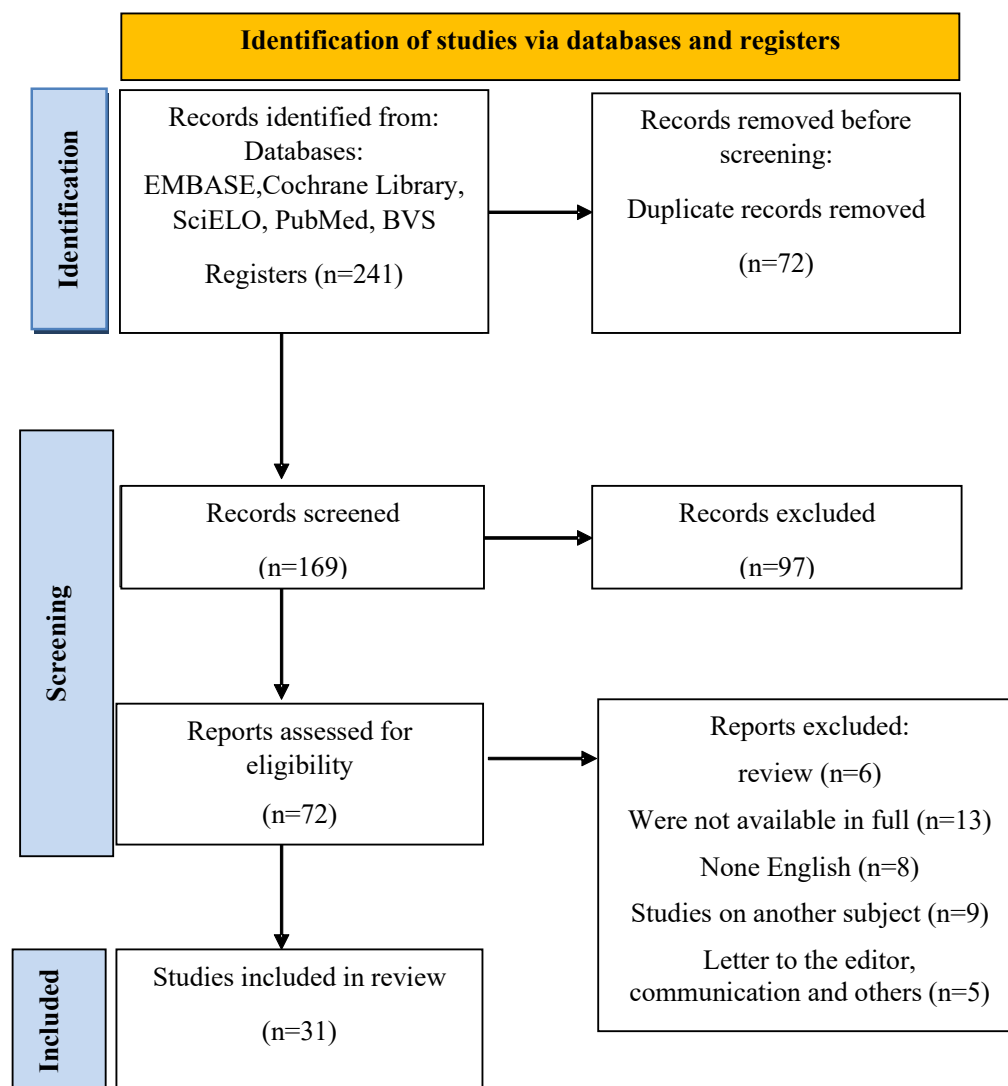 Identification of studies via databases and registers
Identification
Records identified from:
Databases:
EMBASE,Cochrane Library,
SciELO, PubMed, BVS
Registers (n=241)
Records removed before
screening:
Duplicate records removed
(n=72)
Screening
Records screened
(n=169)
Records excluded
(n=97)
Reports assessed for
eligibility
(n=72)
Reports excluded:
review (n=6)
Were not available in full (n=13)
None English (n=8)
Studies on another subject (n=9)
Letter to the editor,
communication and others (n=5)
Included
Studies included in review
(n=31)